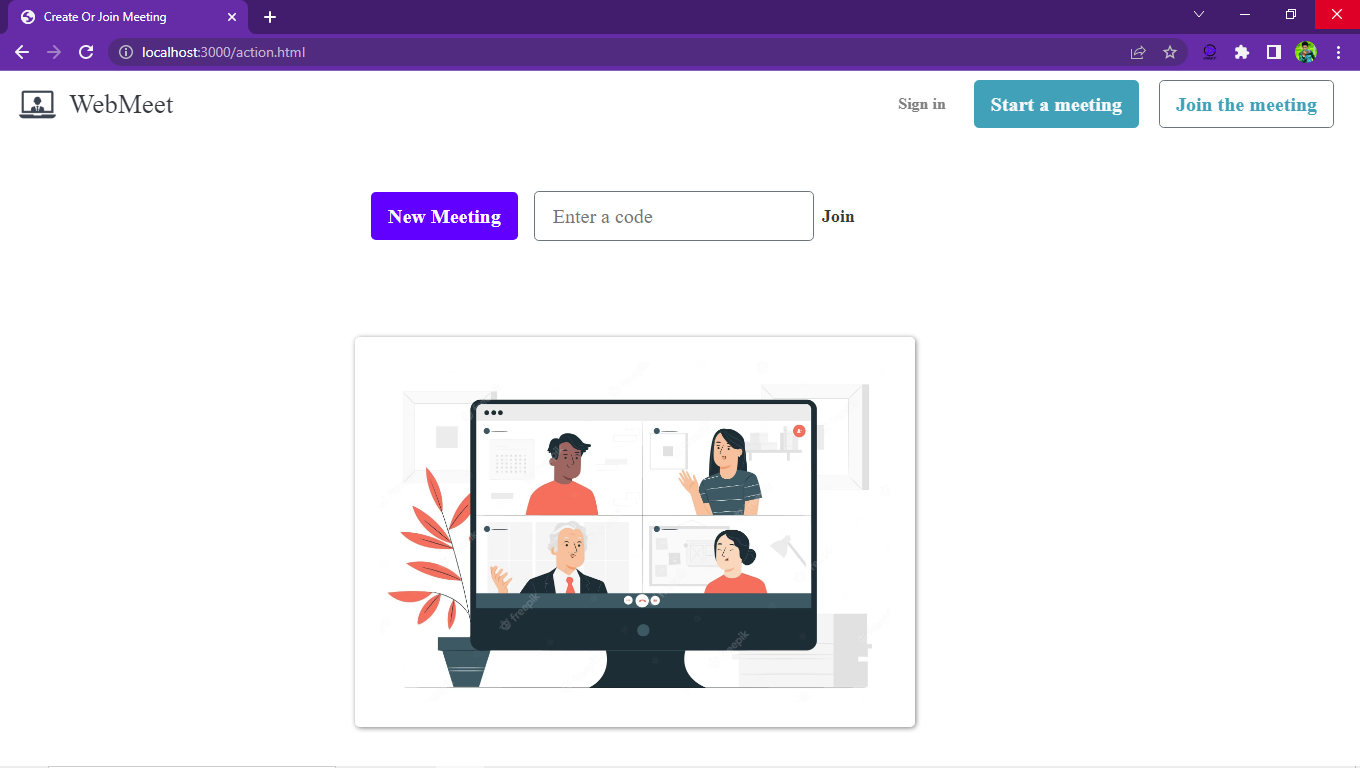 Create Or Join Meeting
localhost:3000/action.html
WebMeet
Sign in
Start a meeting
Join the meeting
New Meeting
Enter a code
Join
freepik